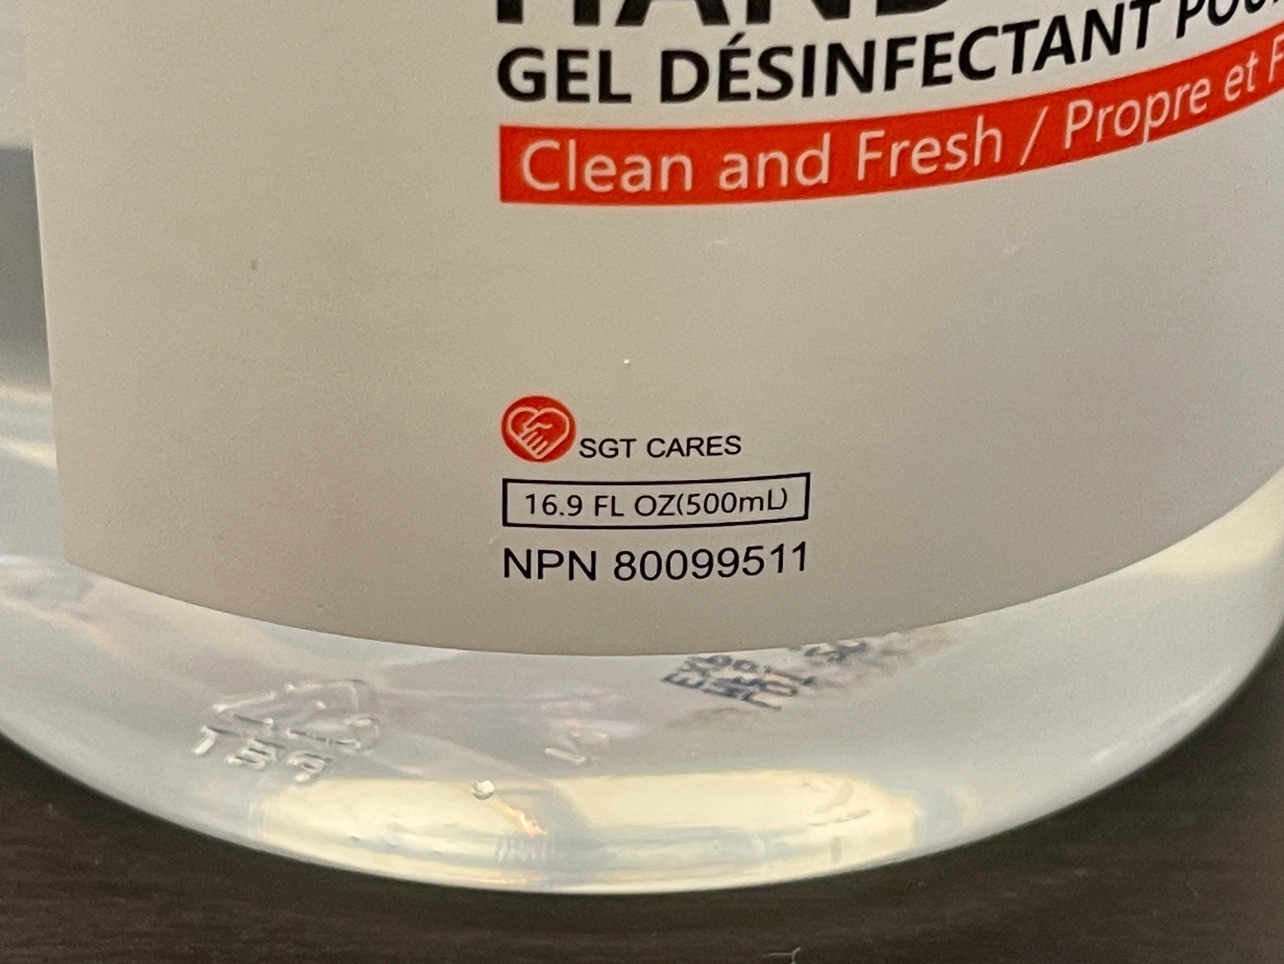 GEL DÉSINFECTANT
Clean and Fresh / Propre et
SGT CARES
16.9 FL OZ(500mL)
NPN 80099511